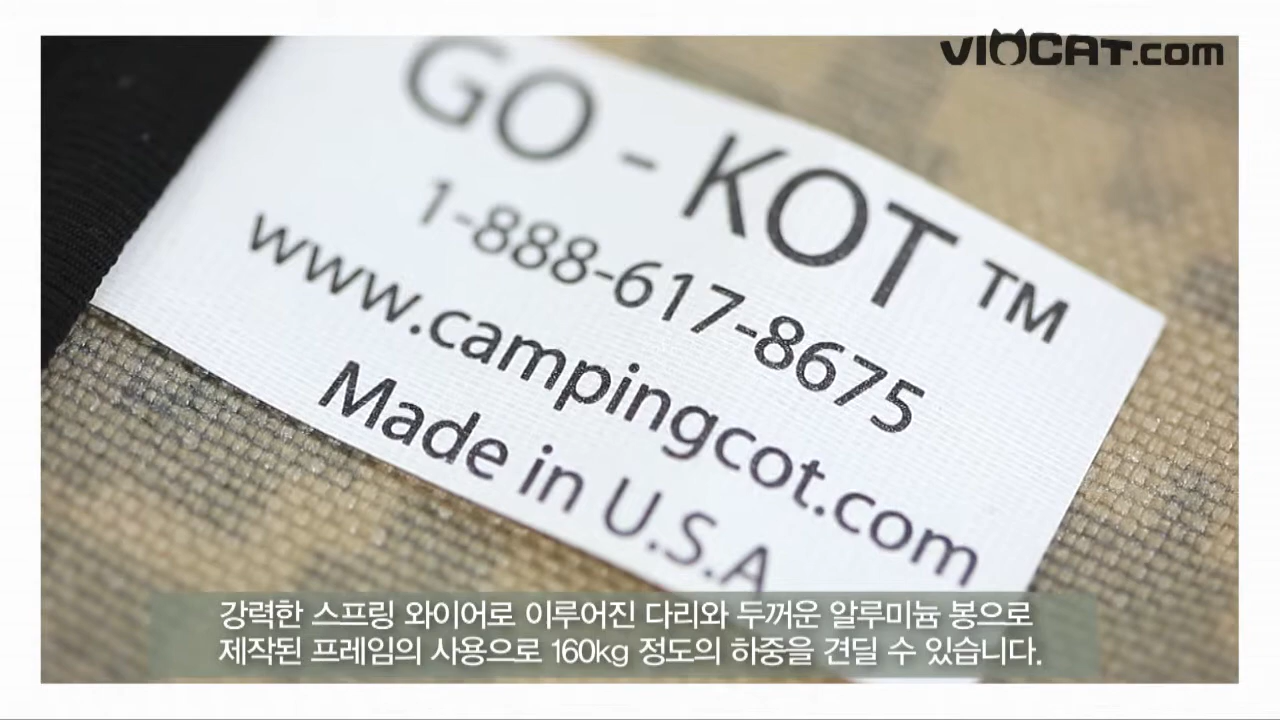 VIOCAT.com
GO - KOT™
1-888-617-8675
www.campingcot.com
Made in U.S.A
강력한 스프링 와이어로 이루어진 다리와 두꺼운 알루미늄 봉으로
제작된 프레임의 사용으로 160kg 정도의 하중을 견딜 수 있습니다.